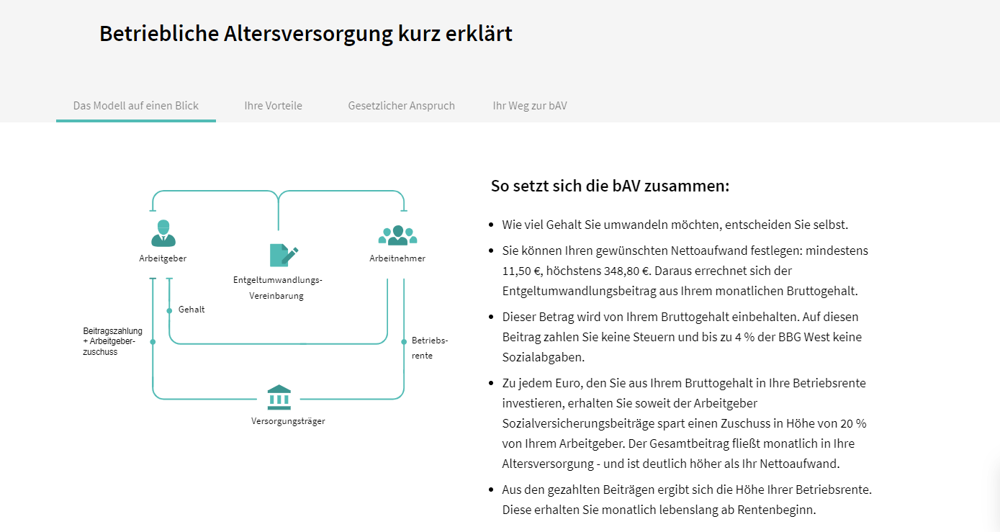 Betriebliche Altersversorgung kurz erklärt
Das Modell auf einen Blick
Ihre Vorteile
Gesetzlicher Anspruch
Ihr Weg zur bAV
Arbeitgeber
Arbeitnehmer
Entgeltumwandlungs-
Vereinbarung
Gehalt
Beitragszahlung
+ Arbeitgeber-
zuschuss
Betriebs-
rente
Versorgungsträger
So setzt sich die bAV zusammen:
• Wie viel Gehalt Sie umwandeln möchten, entscheiden Sie selbst.
• Sie können Ihren gewünschten Nettoaufwand festlegen: mindestens
11,50 €, höchstens 348,80 €. Daraus errechnet sich der
Entgeltumwandlungsbeitrag aus Ihrem monatlichen Bruttogehalt.
• Dieser Betrag wird von Ihrem Bruttogehalt einbehalten. Auf diesen
Beitrag zahlen Sie keine Steuern und bis zu 4 % der BBG West keine
Sozialabgaben.
• Zu jedem Euro, den Sie aus Ihrem Bruttogehalt in Ihre Betriebsrente
investieren, erhalten Sie soweit der Arbeitgeber
Sozialversicherungsbeiträge spart einen Zuschuss in Höhe von 20 %
von Ihrem Arbeitgeber. Der Gesamtbeitrag fließt monatlich in Ihre
Altersversorgung - und ist deutlich höher als Ihr Nettoaufwand.
• Aus den gezahlten Beiträgen ergibt sich die Höhe Ihrer Betriebsrente.
Diese erhalten Sie monatlich lebenslang ab Rentenbeginn.